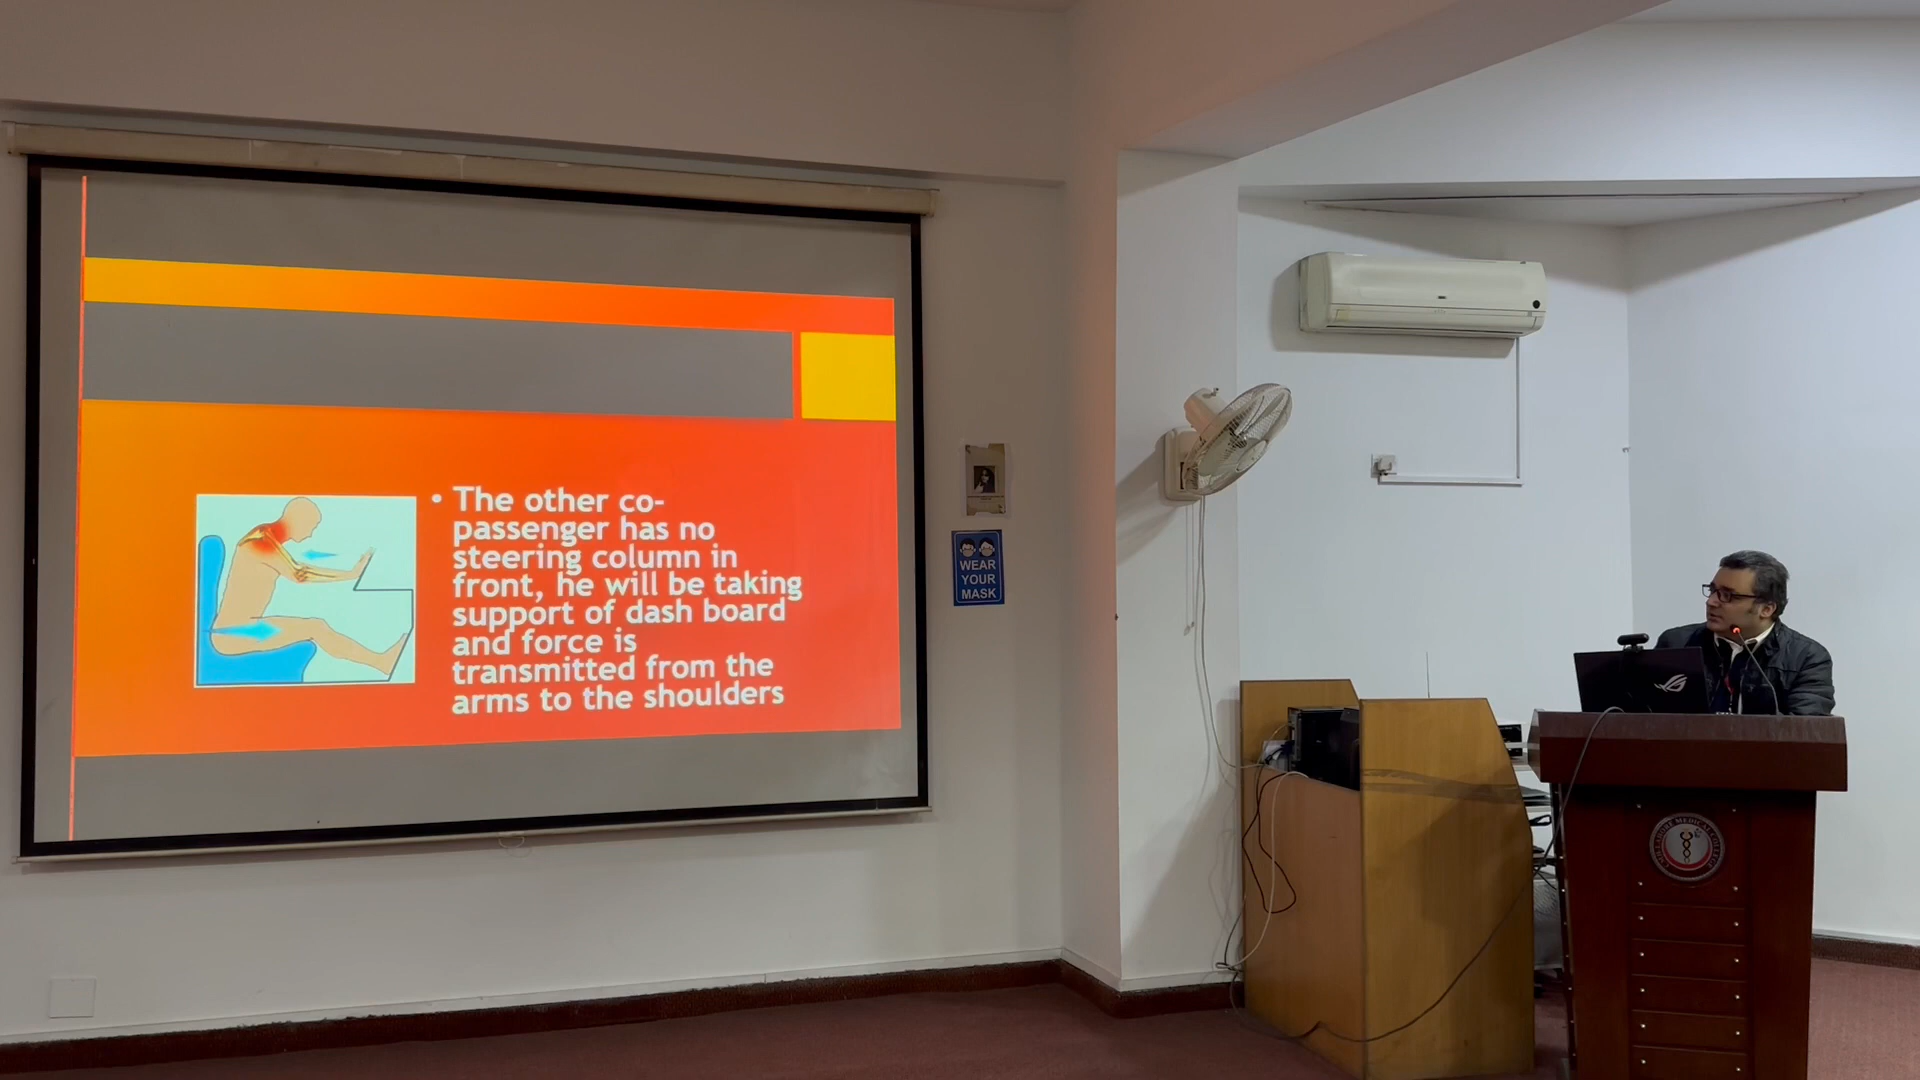 • The other co-
passenger has no
steering column in
front, he will be taking
support of dash board
and force is
transmitted from the
arms to the shoulders
WEAR
YOUR
MASK